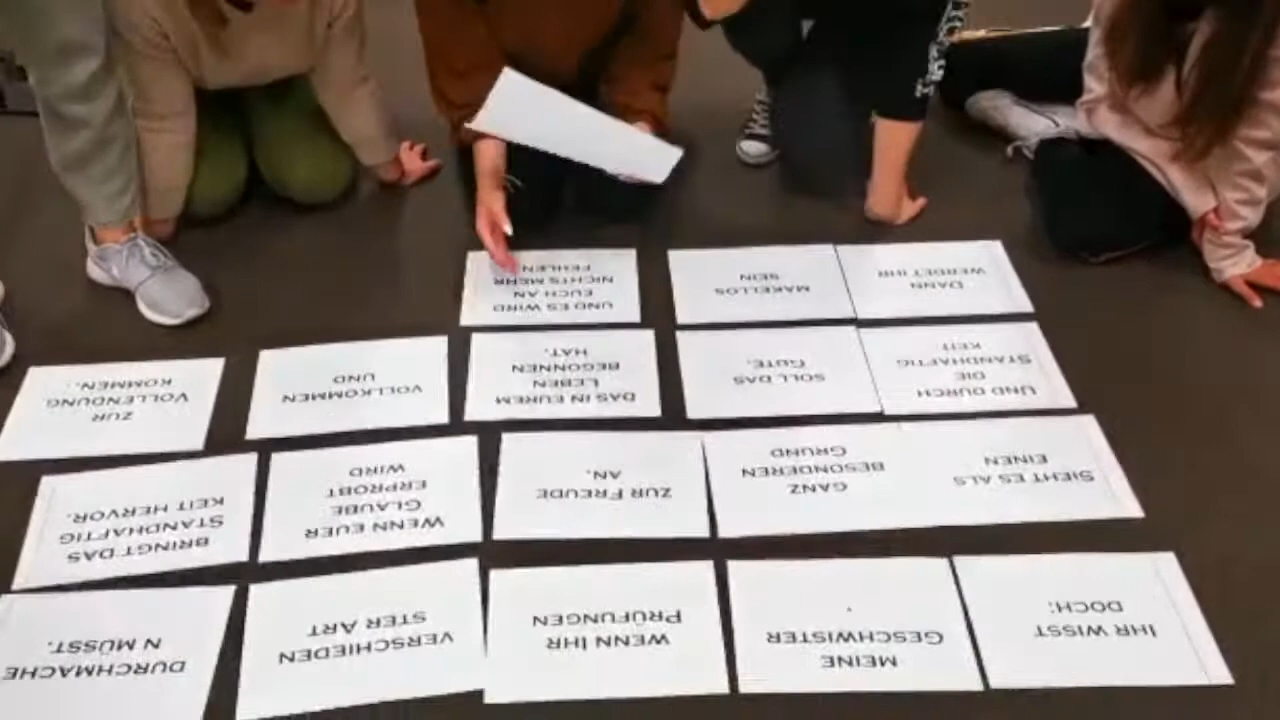 IHR WISST
DOCH:
MEINE
GESCHWISTER
,
WENN IHR
PRÜFUNGEN
VERSCHIEDEN
STER ART
DURCHMACHE
N MÜSST.
SIEHT ES ALS
EINEN
GANZ
BESONDEREN
GRUND
ZUR FREUDE
AN.
WENN EUER
GLAUBE
ERPROBT
WIRD
BRINGT DAS
STANDHAFTIG
KEIT HERVOR.
UND DURCH
DIE
STANDHAFTIG
KEIT
SOLL DAS
GUTE,
DAS IN EUREM
LEBEN
BEGONNEN
HAT,
VOLLKOMMEN
UND
ZUR
VOLLENDUNG
KOMMEN.
DANN
WERDET IHR
MAKELLOS
SEIN
UND ES WIRD
EUCH AN
NICHTS MEHR
FEHLEN.